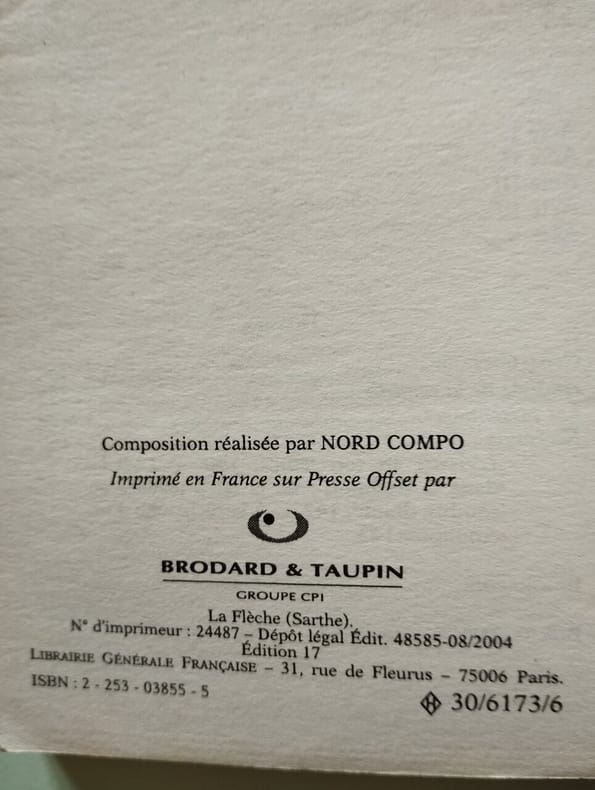 Composition réalisée par NORD COMPO
Imprimé en France sur Presse Offset par
BRODARD & TAUPIN
GROUPE CPI
La Flèche (Sarthe).
N° d'imprimeur : 24487 – Dépôt légal Édit. 48585-08/2004
Édition 17
LIBRAIRIE GÉNÉRALE FRANÇAISE – 31, rue de Fleurus – 75006 Paris.
ISBN : 2 - 253 - 03855 - 5
30/6173/6